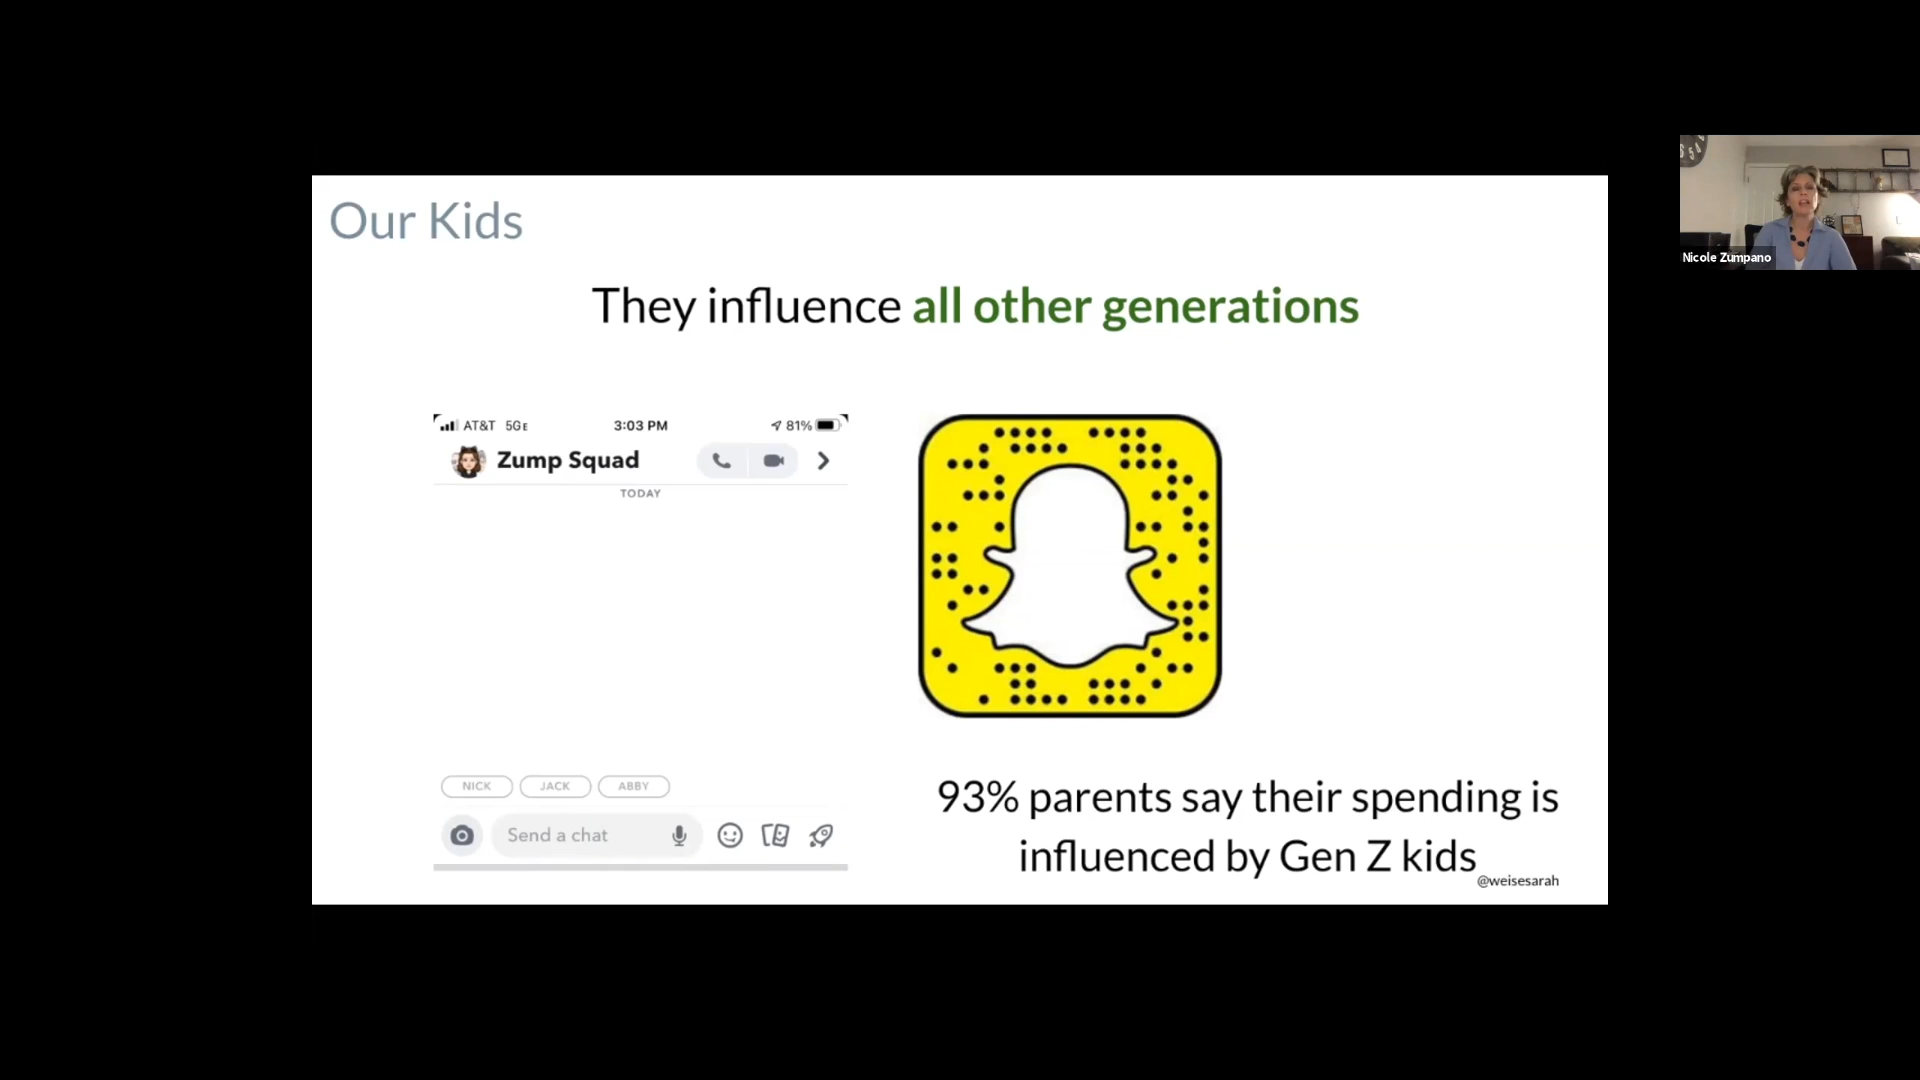 Our Kids
They influence all other generations
AT&T 5GE 3:03 PM 81%
Zump Squad
TODAY
NICK JACK ABBY
Send a chat
93% parents say their spending is
influenced by Gen Z kids
@weisesarah
Nicole Zumpano